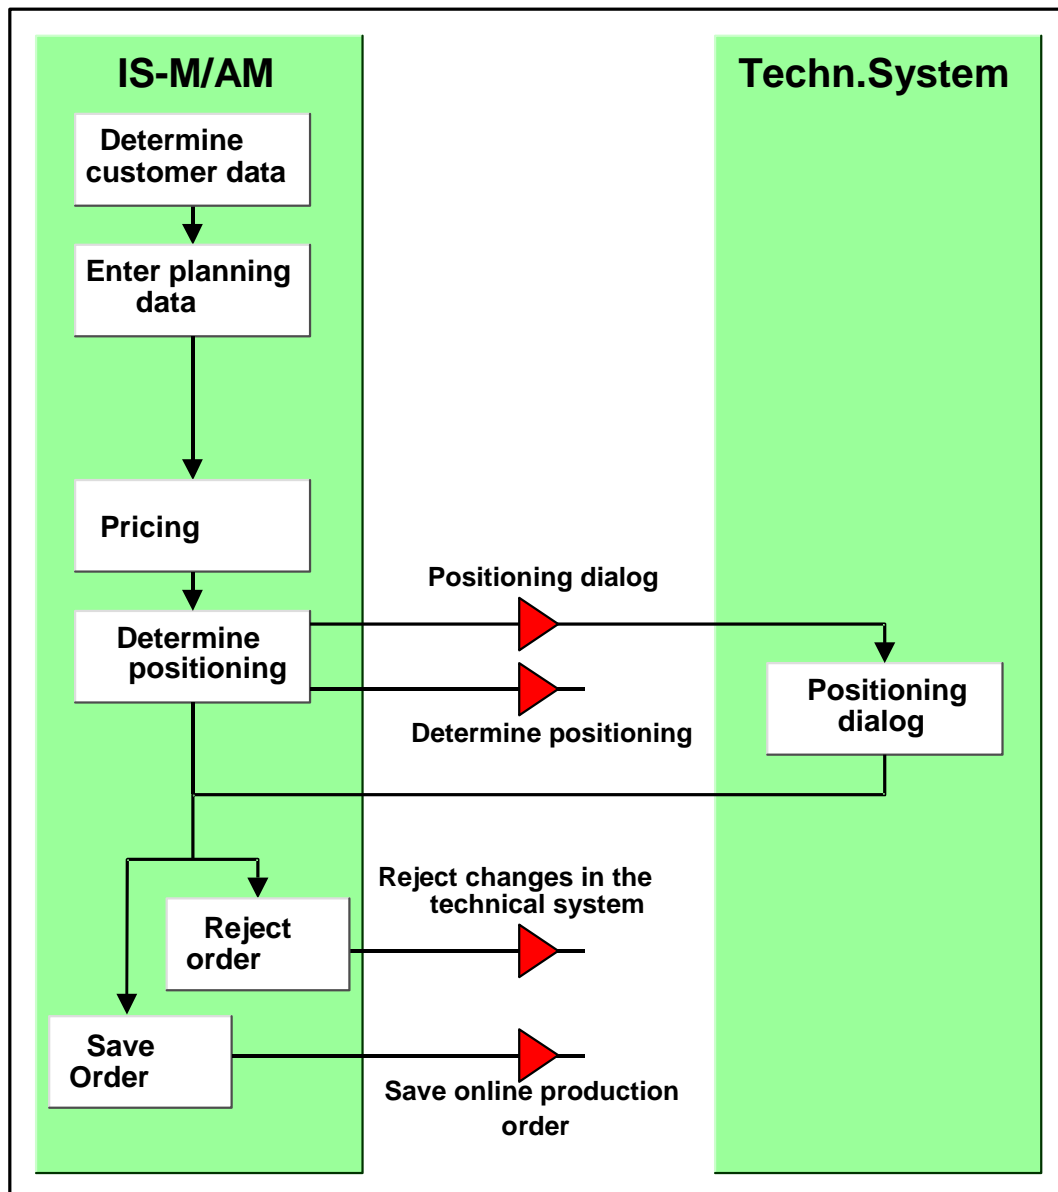 IS-M/AM
Techn.System
Determine
customer data
Enter planning
data
Pricing
Positioning dialog
Determine
positioning
Positioning
dialog
Determine positioning
Reject changes in the
technical system
Reject
order
Save
Order
Save online production
order